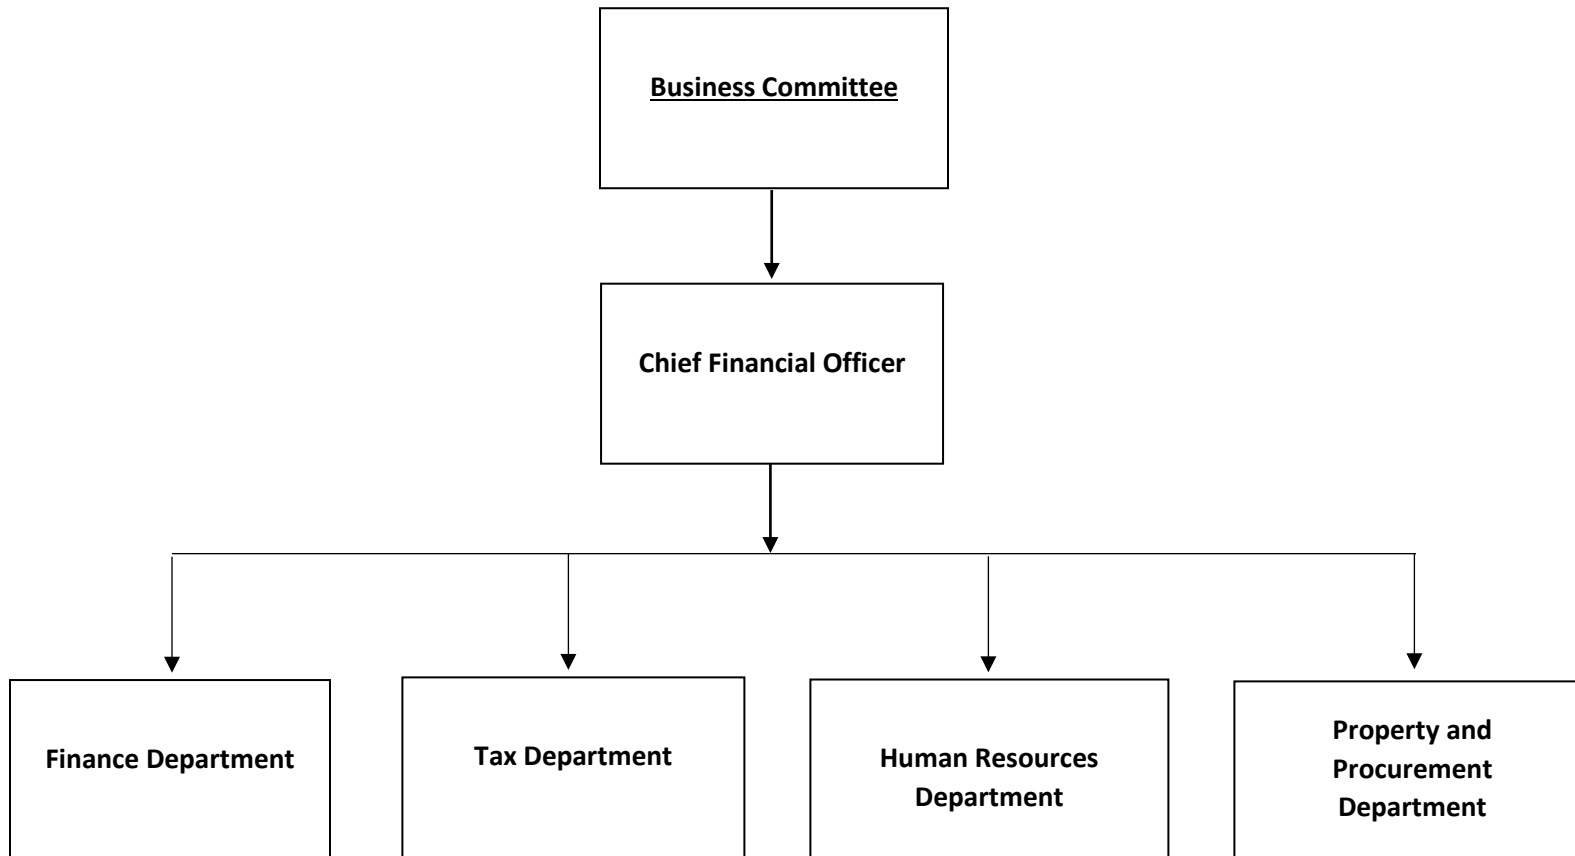 Business Committee
Chief Financial Officer
Finance Department
Tax Department
Human Resources
Department
Property and
Procurement
Department